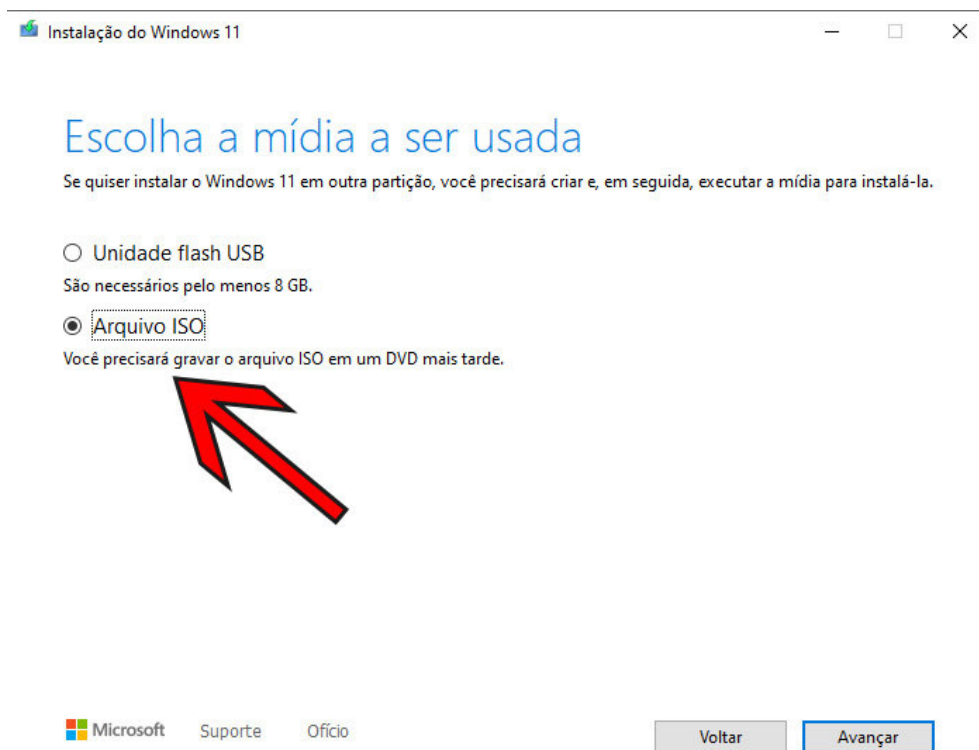 Instalação do Windows 11
Escolha a mídia a ser usada
Se quiser instalar o Windows 11 em outra partição, você precisará criar e, em seguida, executar a mídia para instalá-la.
Unidade flash USB
São necessários pelo menos 8 GB.
Arquivo ISO
Você precisará gravar o arquivo ISO em um DVD mais tarde.
Microsoft Suporte Ofício Voltar Avançar